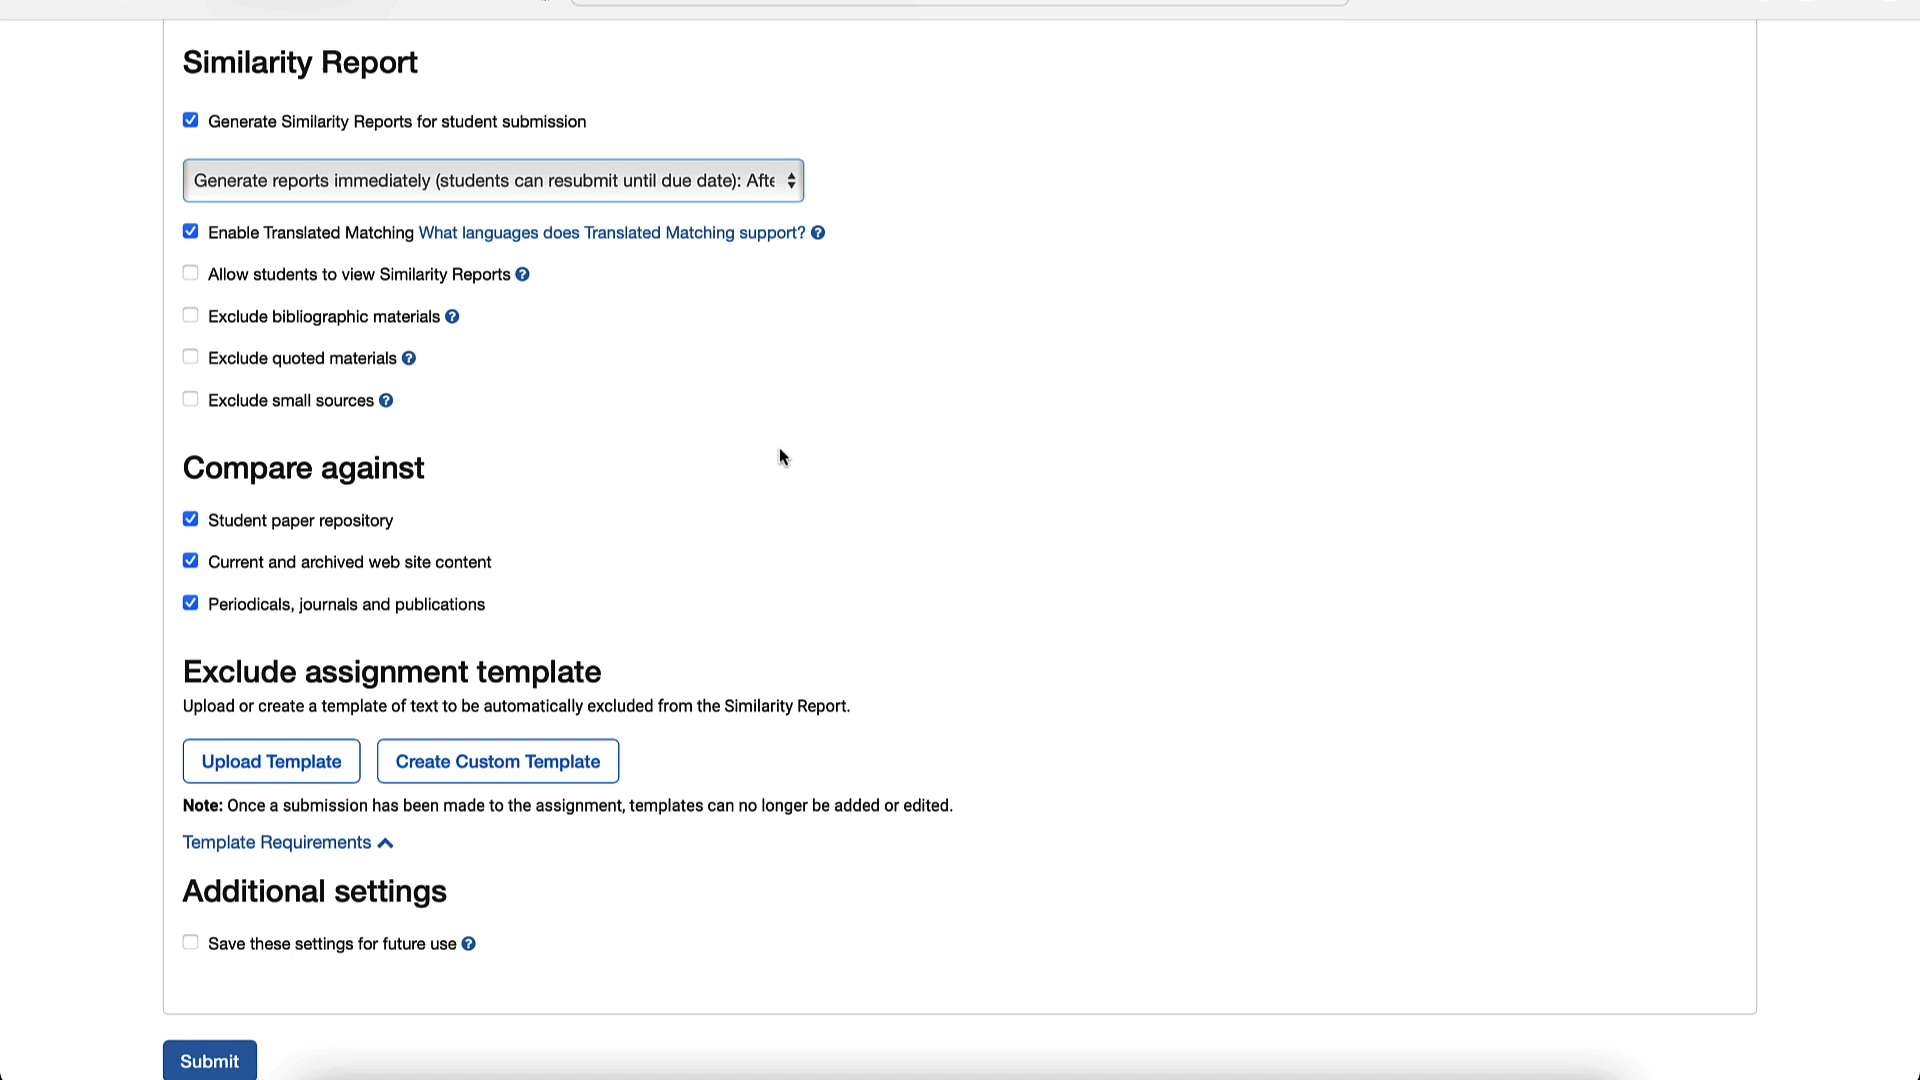 Similarity Report
Generate Similarity Reports for student submission
Generate reports immediately (students can resubmit until due date): Afte
Enable Translated Matching What languages does Translated Matching support?
Allow students to view Similarity Reports
Exclude bibliographic materials
Exclude quoted materials
Exclude small sources
Compare against
Student paper repository
Current and archived web site content
Periodicals, journals and publications
Exclude assignment template
Upload or create a template of text to be automatically excluded from the Similarity Report.
Upload Template Create Custom Template
Note: Once a submission has been made to the assignment, templates can no longer be added or edited.
Template Requirements
Additional settings
Save these settings for future use
Submit